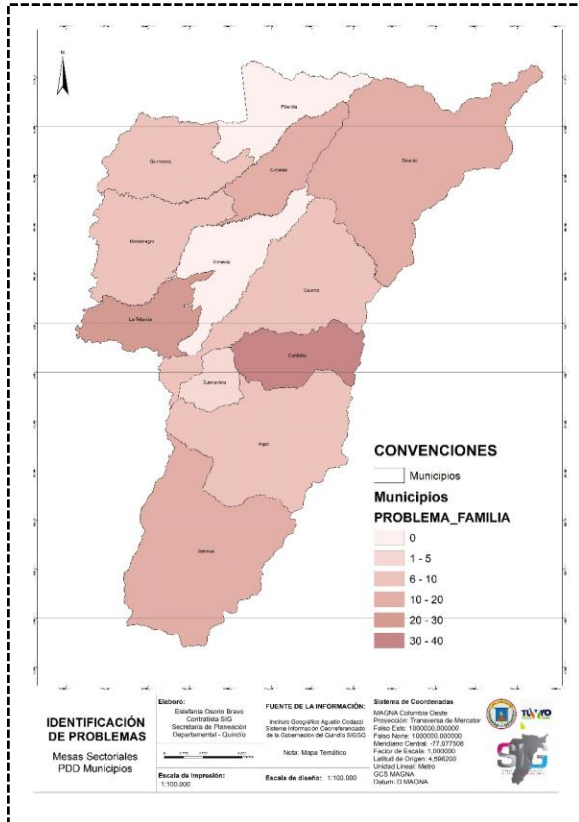 N
Filandia
Quimbaya
Circasia
Salento
Montenegro
Armenia
Calarcá
La Tebaida
Córdoba
Buenavista
Pijao
Génova
CONVENCIONES
Municipios
Municipios
PROBLEMA_FAMILIA
0
1 - 5
6 - 10
10 - 20
20 - 30
30 - 40
IDENTIFICACIÓN
DE PROBLEMAS
Mesas Sectoriales
PDD Municipios
Elaboró:
Estefania Osorio Bravo
Contratista SIG
Secretaría de Planeación
Departamental - Quindío
Escala de Impresión:
1:100.000
FUENTE DE LA INFORMACIÓN:
Instituto Geográfico Agustín Codazzi
Sistema Información Georreferenciado
de la Gobernación del Quindío SIGGQ
Nota: Mapa Temático
Escala de diseño: 1:100.000
Sistema de Coordenadas
MAGNA Colombia Oeste
Proyección: Transversa de Mercator
Falso Este: 1000000,000000
Falso Norte: 1000000,000000
Meridiano Central: -77,077508
Factor de Escala: 1,000000
Latitud de Origen: 4,596200
Unidad Lineal: Metro
GCS MAGNA
Datum: D MAGNA
TÚ Y YO
SIG